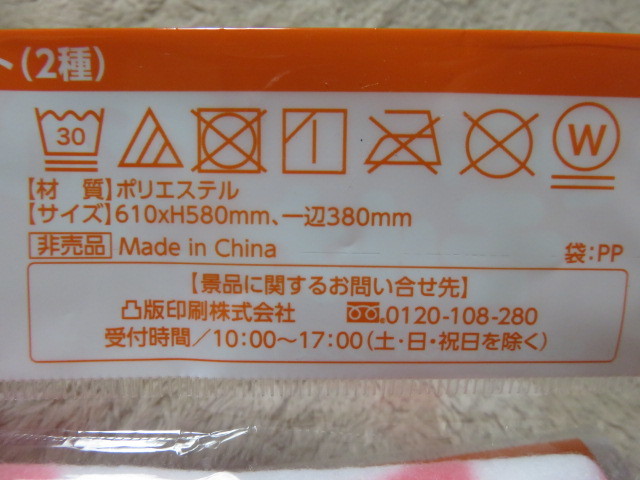 ト(2種)
30 W
【材　質】ポリエステル
【サイズ】610xH580mm、一辺380mm
非売品 Made in China 袋:PP
【景品に関するお問い合せ先】
凸版印刷株式会社 0120-108-280
受付時間／10:00〜17:00(土・日・祝日を除く)